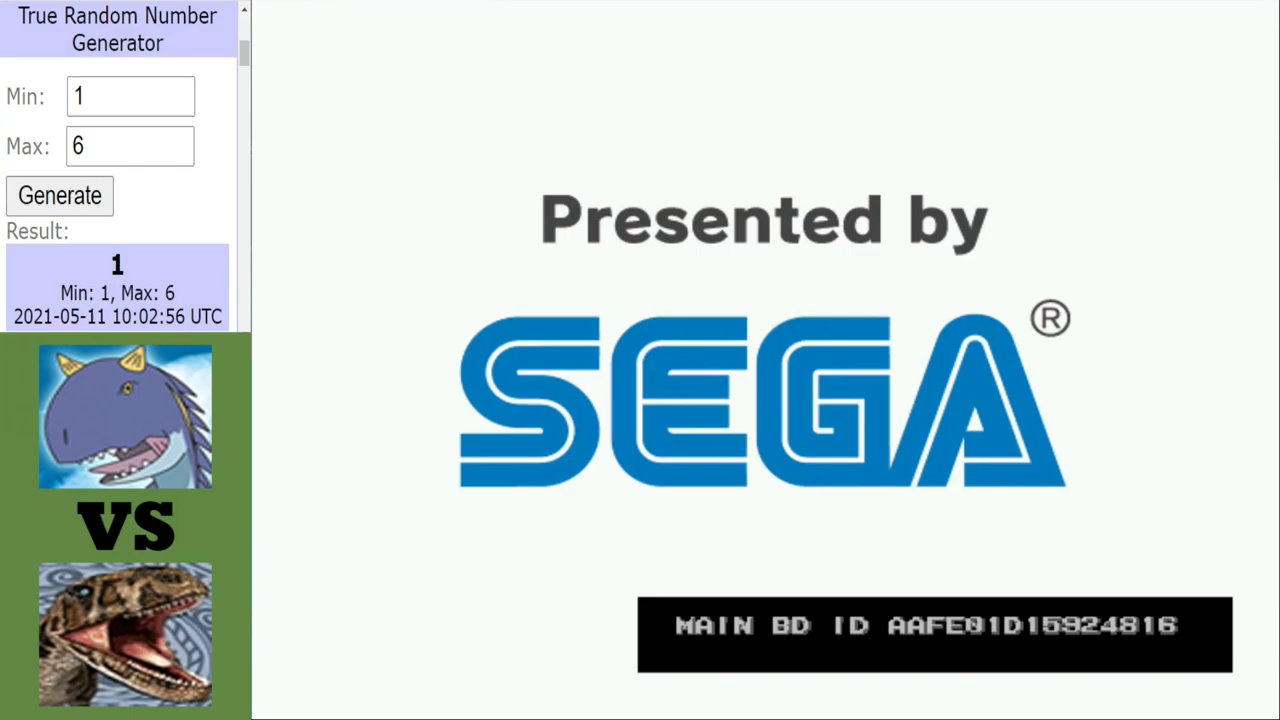 True Random Number
Generator
Min: 1
Max: 6
Generate
Result:
1
Min: 1, Max: 6
2021-05-11 10:02:56 UTC
VS
Presented by
SEGA®
MAIN BD ID AAFE01D15924816